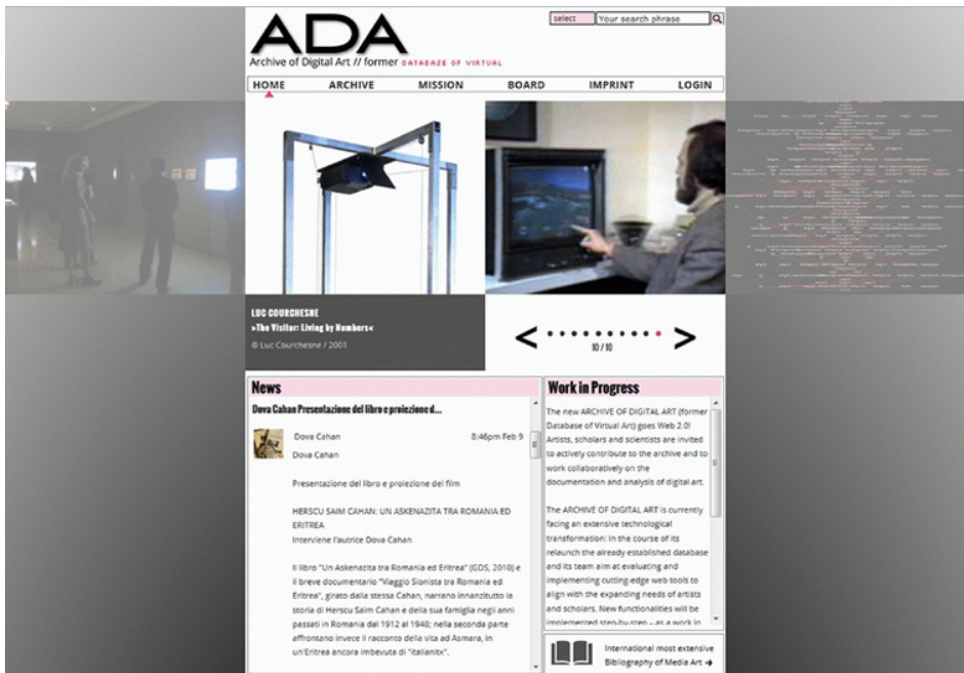 ADA
Archive of Digital Art // former DATABASE OF VIRTUAL
select
Your search phrase
HOME
ARCHIVE
MISSION
BOARD
IMPRINT
LOGIN
LUC COURCHESNE
»The Visitor: Living by Numbers«
© Luc Courchesne / 2001
<
>
10 / 10
News
Dova Cahan Presentazione del libro e proiezione d...
Dova Cahan
8:46pm Feb 9
Dova Cahan
Presentazione del libro e proiezione del film
HERSCU SAIM CAHAN: UN ASKENAZITA TRA ROMANIA ED
ERITREA
Interviene l'autrice Dova Cahan
Il libro "Un Askenazita tra Romania ed Eritrea" (GDS, 2010) e
il breve documentario "Viaggio Sionista tra Romania ed
Eritrea", girato dalla stessa Cahan, narrano innanzitutto la
storia di Herscu Saim Cahan e della sua famiglia negli anni
passati in Romania dal 1912 al 1948; nella seconda parte
affrontano invece il racconto della vita ad Asmara, in
un'Eritrea ancora imbevuta di "italianitx".
Work in Progress
The new ARCHIVE OF DIGITAL ART (former
Database of Virtual Art) goes Web 2.0!
Artists, scholars and scientists are invited
to actively contribute to the archive and to
work collaboratively on the
documentation and analysis of digital art.
The ARCHIVE OF DIGITAL ART is currently
facing an extensive technological
transformation: In the course of its
relaunch the already established database
and its team aim at evaluating and
implementing cutting-edge web tools to
align with the expanding needs of artists
and scholars. New functionalities will be
implemented step-by-step - as a work in
International most extensive
Bibliography of Media Art →